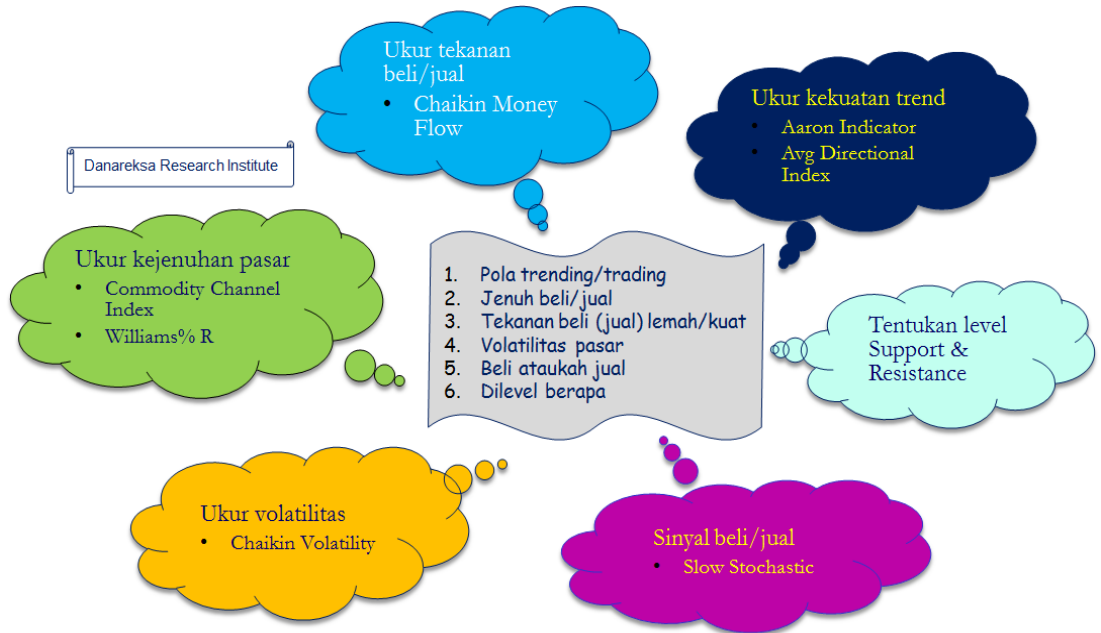 Ukur tekanan
beli/jual
• Chaikin Money
Flow
Ukur kekuatan trend
• Aaron Indicator
• Avg Directional
Index
Danareksa Research Institute
Ukur kejenuhan pasar
• Commodity Channel
Index
• Williams% R
1. Pola trending/trading
2. Jenuh beli/jual
3. Tekanan beli (jual) lemah/kuat
4. Volatilitas pasar
5. Beli ataukah jual
6. Dilevel berapa
Tentukan level
Support &
Resistance
Ukur volatilitas
• Chaikin Volatility
Sinyal beli/jual
• Slow Stochastic